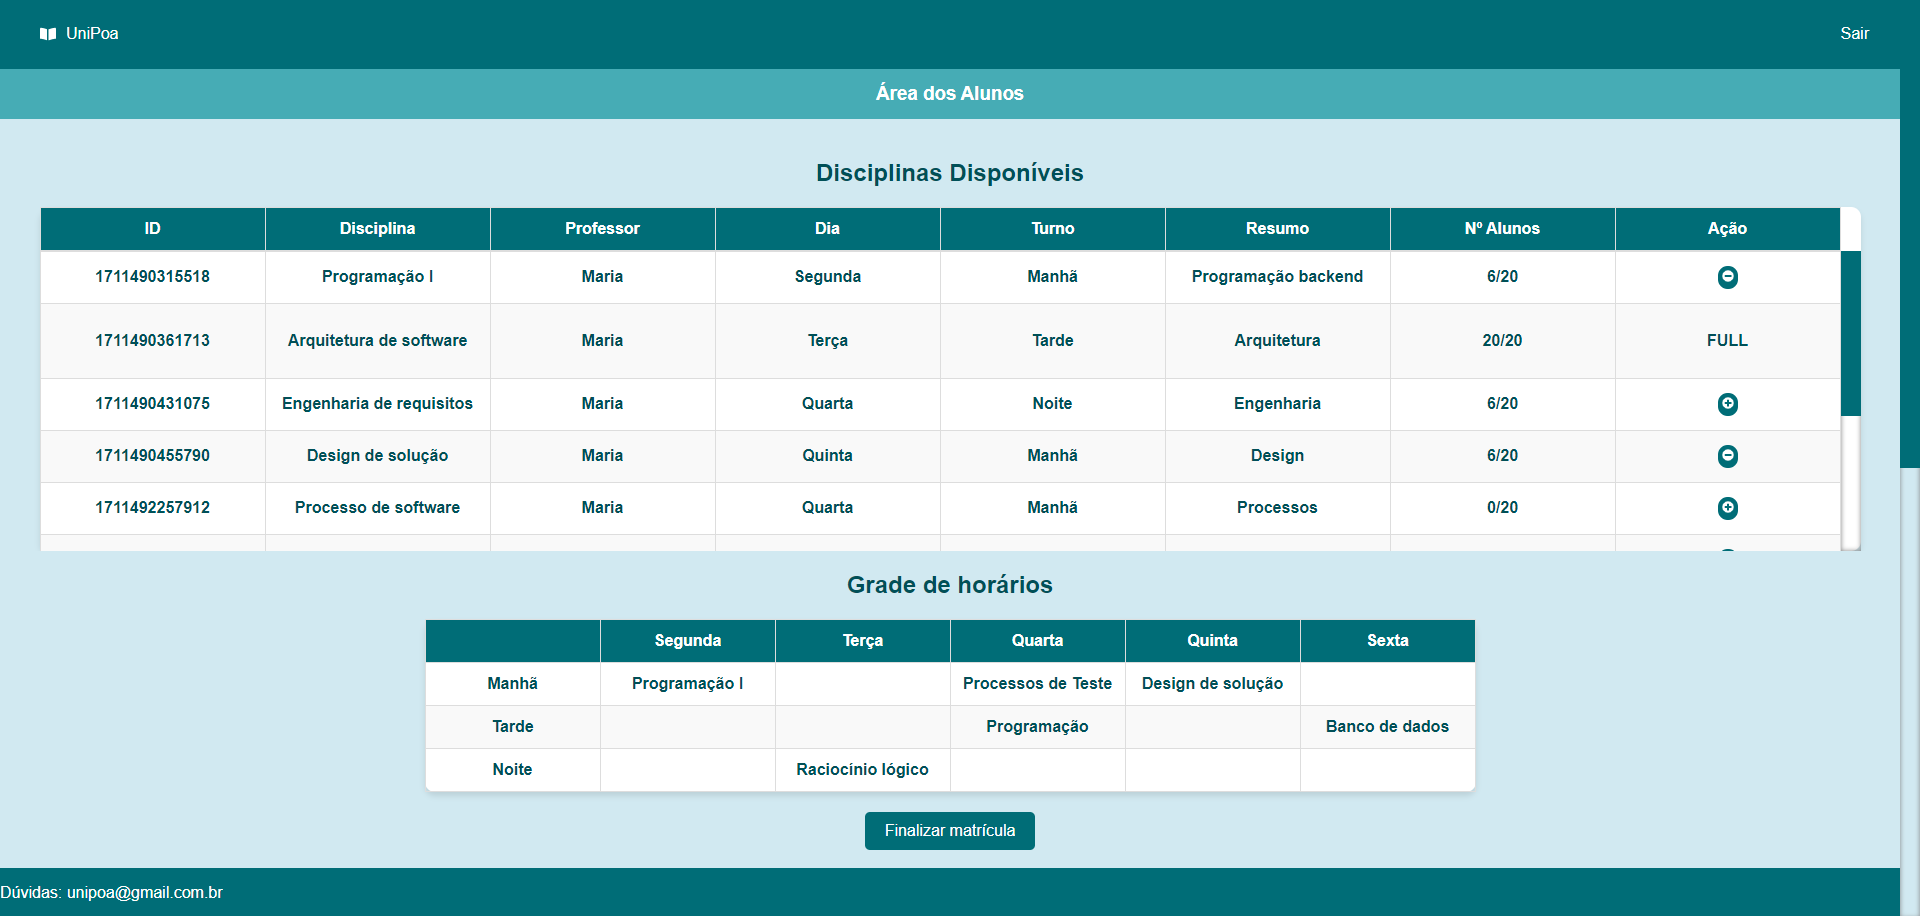 UniPoa Sair
Área dos Alunos
Disciplinas Disponíveis
ID Disciplina Professor Dia Turno Resumo Nº Alunos Ação
1711490315518 Programação I Maria Segunda Manhã Programação backend 6/20
1711490361713 Arquitetura de software Maria Terça Tarde Arquitetura 20/20 FULL
1711490431075 Engenharia de requisitos Maria Quarta Noite Engenharia 6/20
1711490455790 Design de solução Maria Quinta Manhã Design 6/20
1711492257912 Processo de software Maria Quarta Manhã Processos 0/20
Grade de horários
Segunda Terça Quarta Quinta Sexta
Manhã Programação I Processos de Teste Design de solução
Tarde Programação Banco de dados
Noite Raciocínio lógico
Finalizar matrícula
Dúvidas: unipoa@gmail.com.br